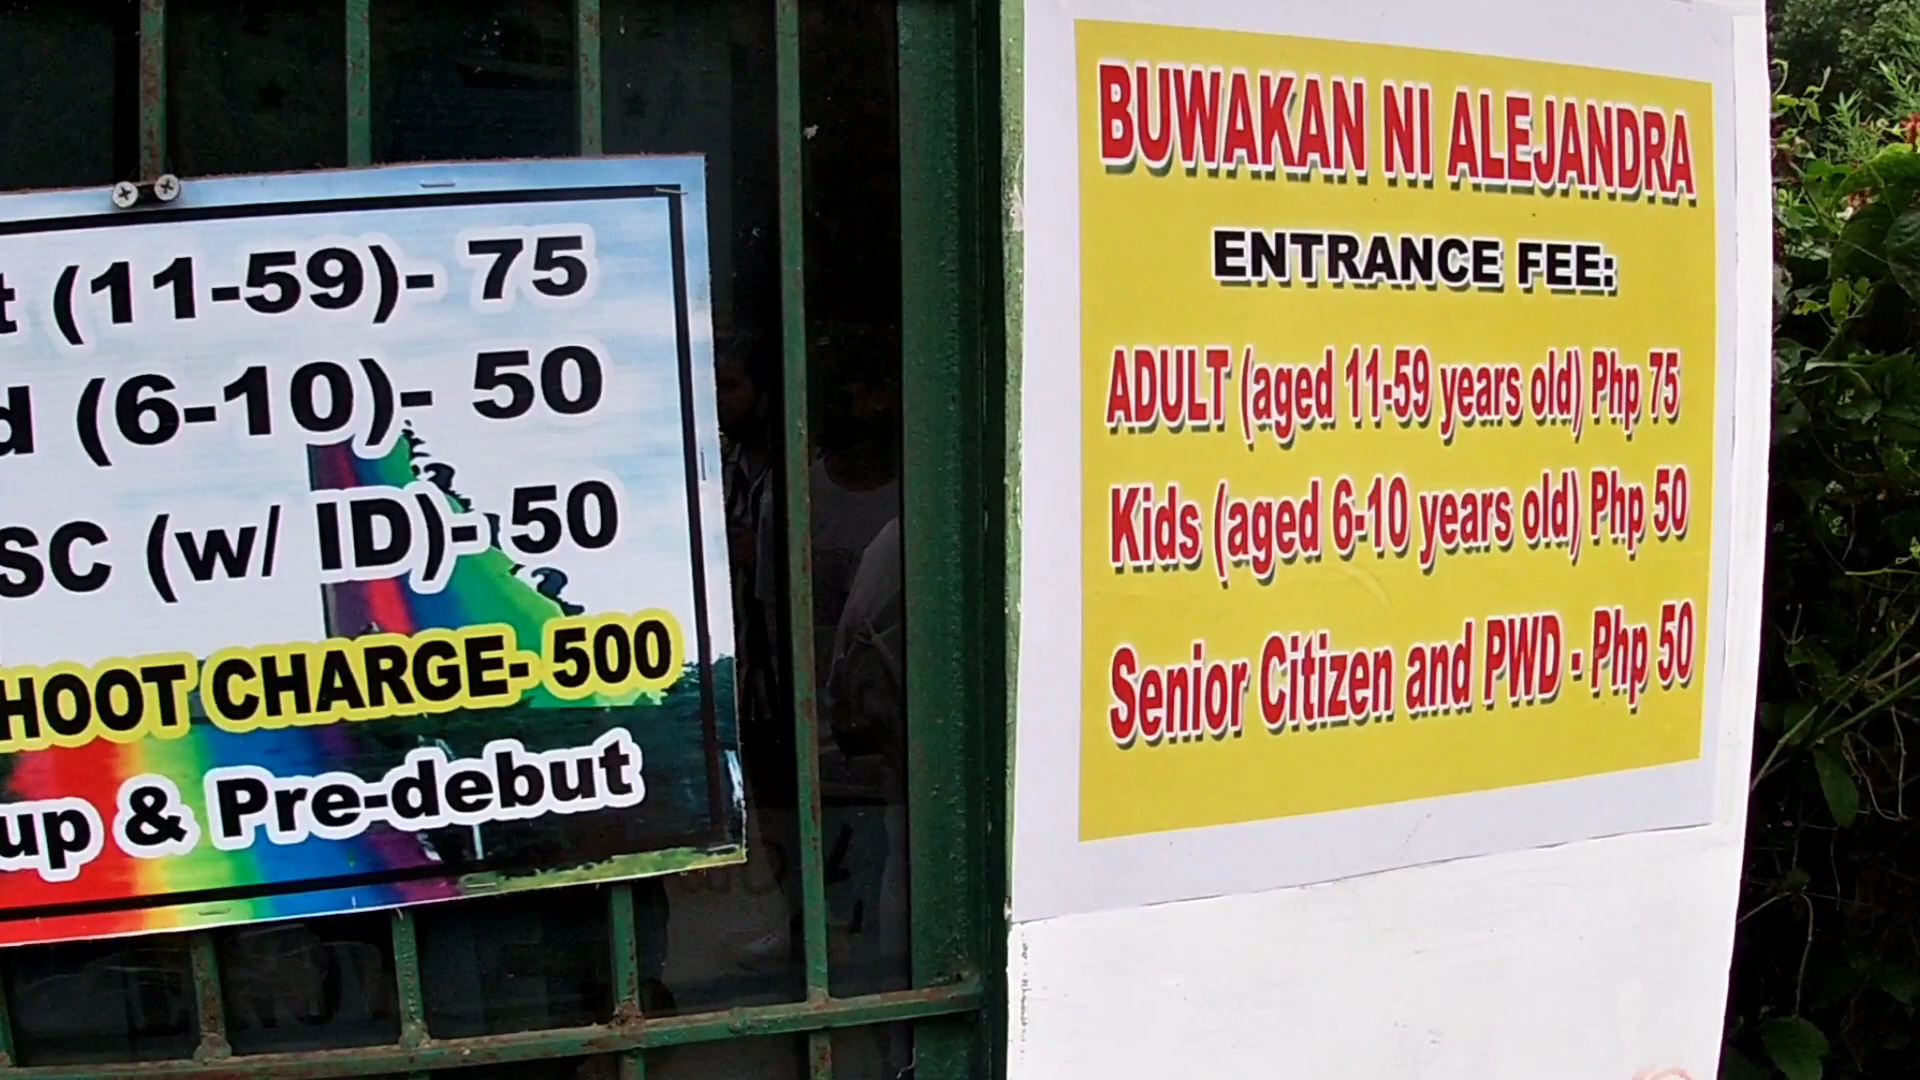 (11-59)- 75
(6-10)- 50
SC (w/ ID)- 50
HOOT CHARGE- 500
up & Pre-debut
BUWAKAN NI ALEJANDRA
ENTRANCE FEE:
ADULT (aged 11-59 years old) Php 75
Kids (aged 6-10 years old) Php 50
Senior Citizen and PWD - Php 50